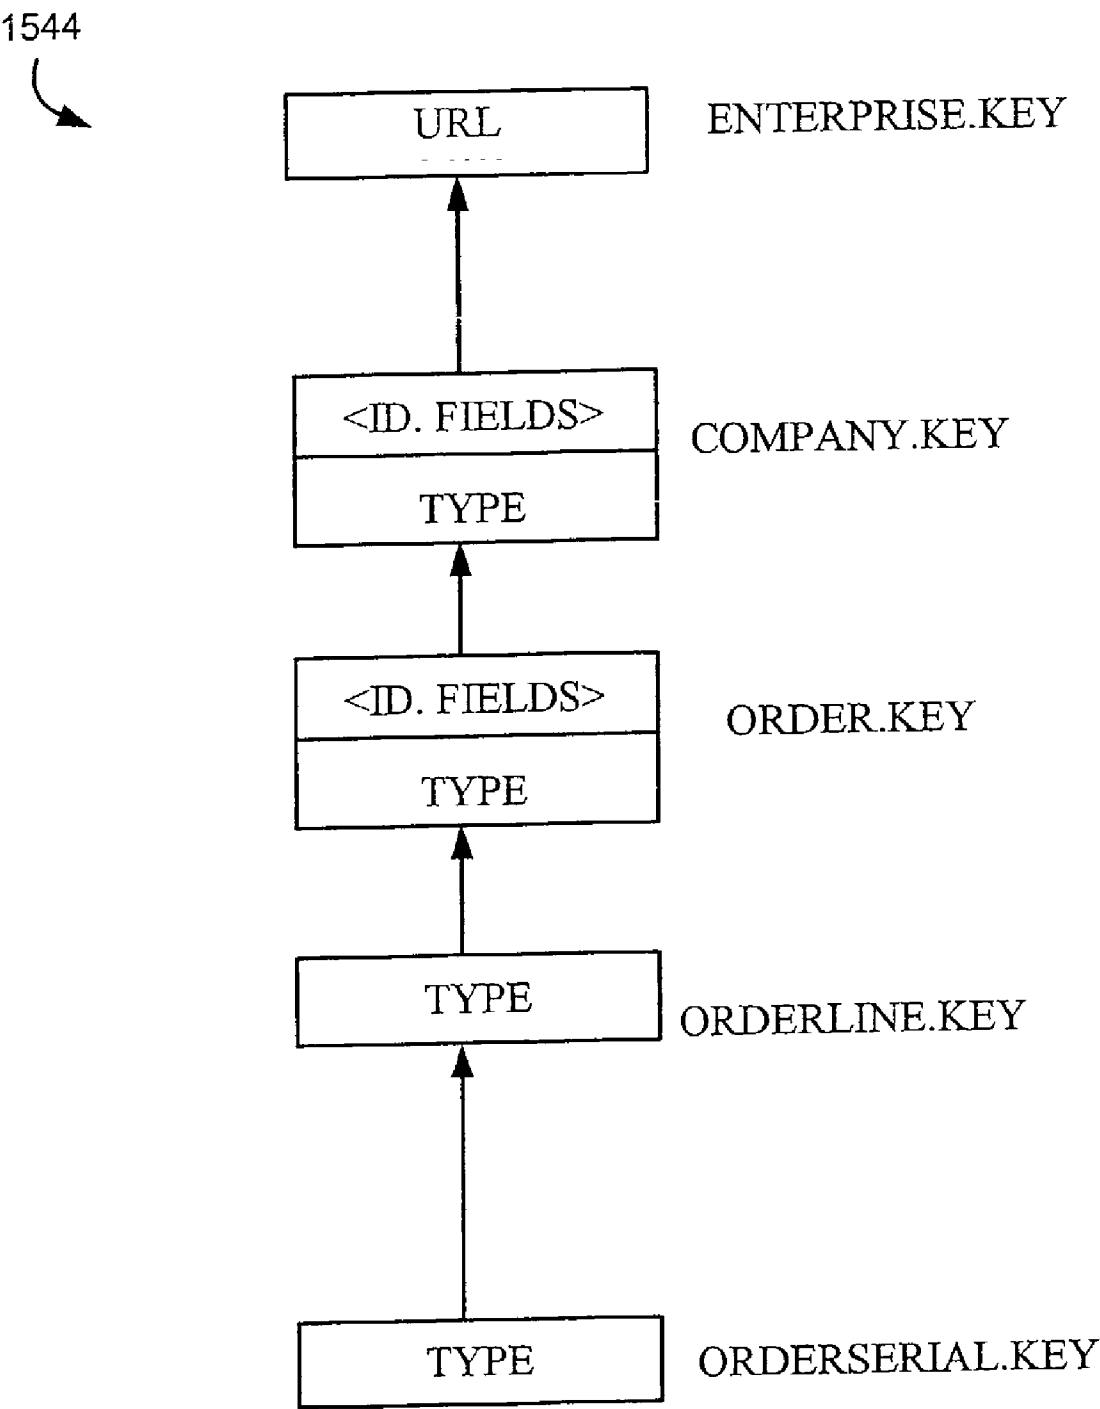 1544
URL
ENTERPRISE.KEY
<ID. FIELDS>
COMPANY.KEY
TYPE
<ID. FIELDS>
ORDER.KEY
TYPE
TYPE
ORDERLINE.KEY
TYPE
ORDERSERIAL.KEY